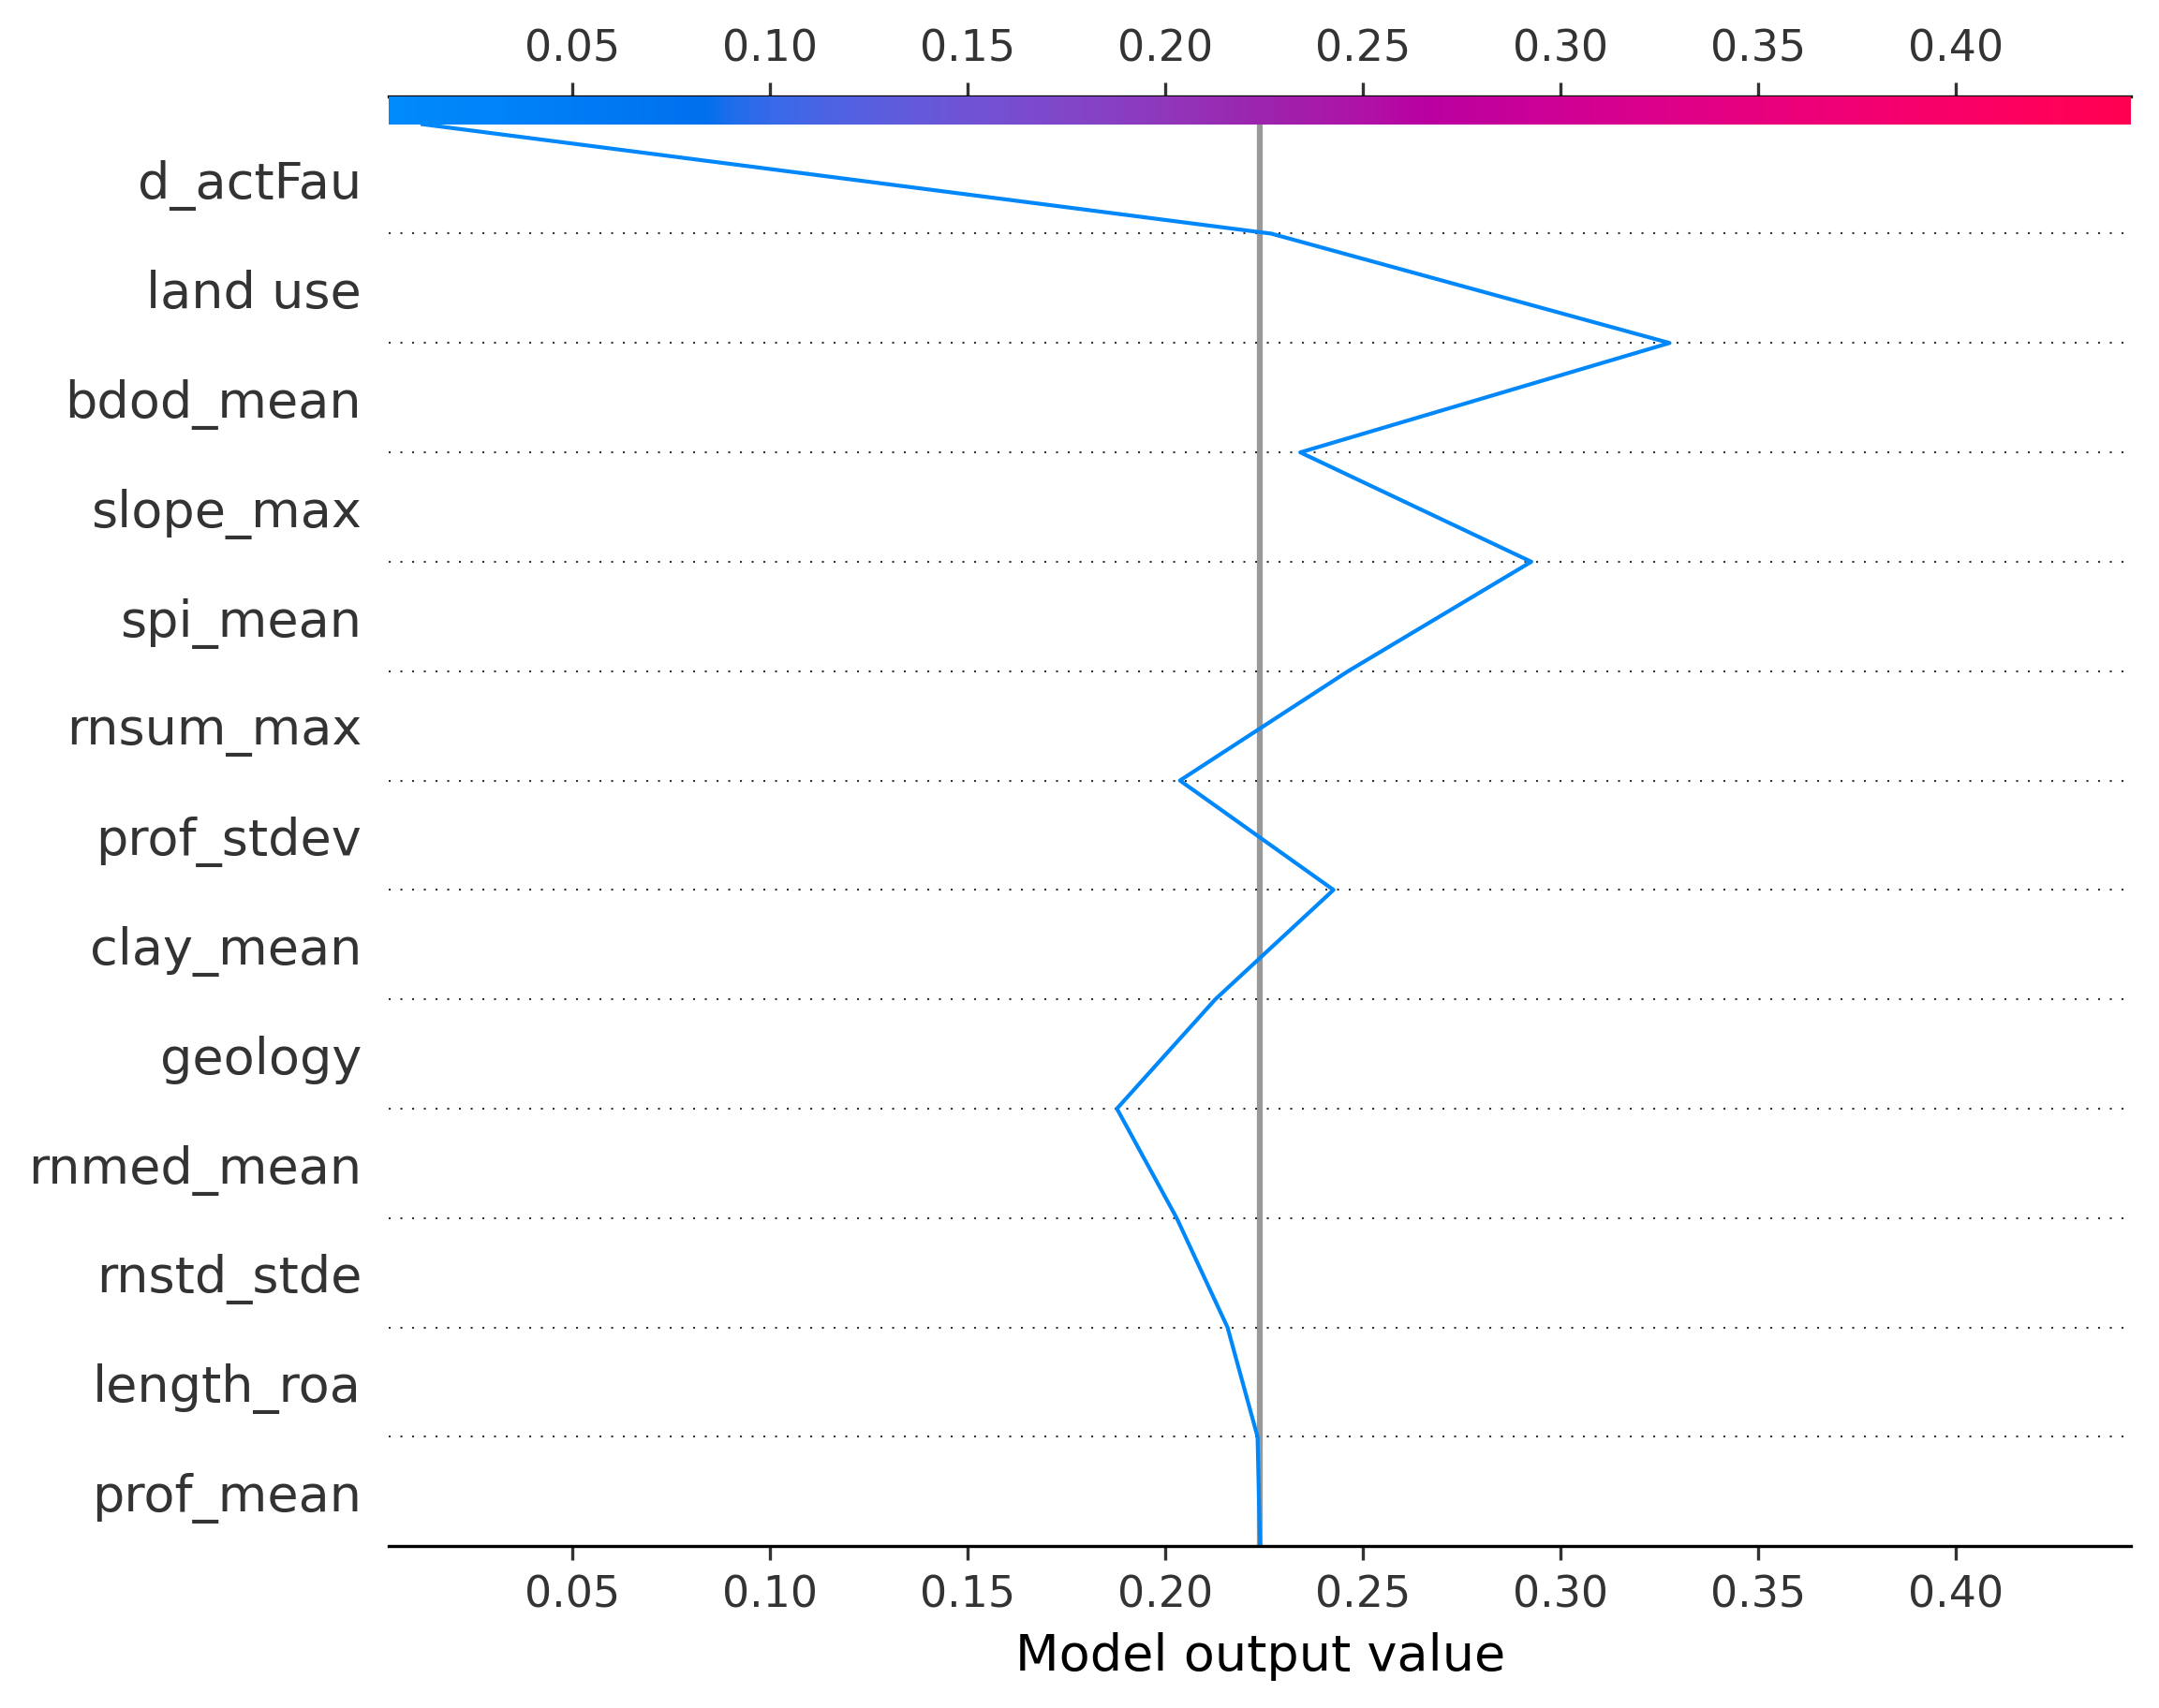 0.05 0.10 0.15 0.20 0.25 0.30 0.35 0.40
d_actFau
land use
bdod_mean
slope_max
spi_mean
rnsum_max
prof_stdev
clay_mean
geology
rnmed_mean
rnstd_stde
length_roa
prof_mean
0.05 0.10 0.15 0.20 0.25 0.30 0.35 0.40
Model output value